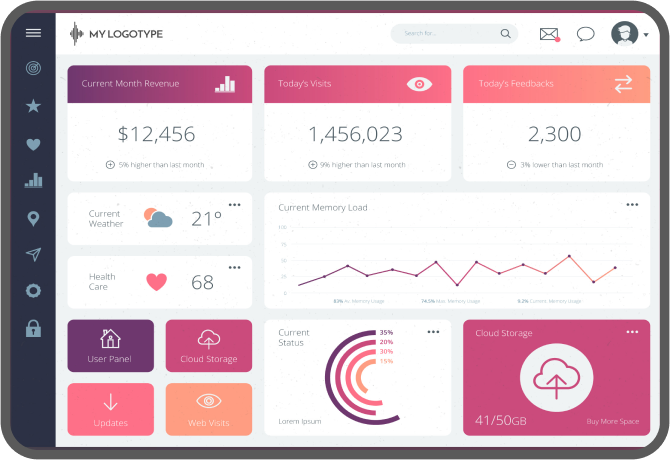 MY LOGOTYPE
Search for...
Current Month Revenue
$12,456
5% higher than last month
Today's Visits
1,456,023
9% higher than last month
Today's Feedbacks
2,300
3% lower than last month
Current
Weather
21°
Health
Care
68
Current Memory Load
100
75
50
25
0
83% Av. Memory Usage
74,5% Max. Memory Usage
9.2% Current. Memory Usage
User Panel
Cloud Storage
Updates
Web Visits
Current
Status
35%
20%
30%
15%
Lorem Ipsum
Cloud Storage
41/50GB
Buy More Space